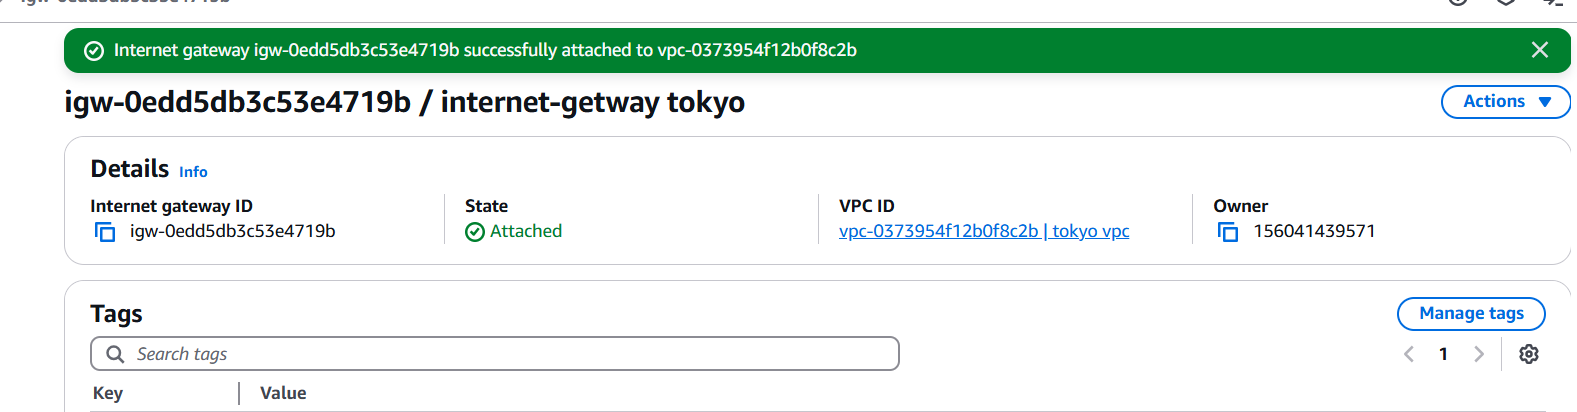 Internet gateway igw-0edd5db3c53e4719b successfully attached to vpc-0373954f12b0f8c2b
igw-0edd5db3c53e4719b / internet-getway tokyo
Actions
Details Info
Internet gateway ID
igw-0edd5db3c53e4719b
State
Attached
VPC ID
vpc-0373954f12b0f8c2b | tokyo vpc
Owner
156041439571
Tags
Manage tags
Search tags
1
Key
Value